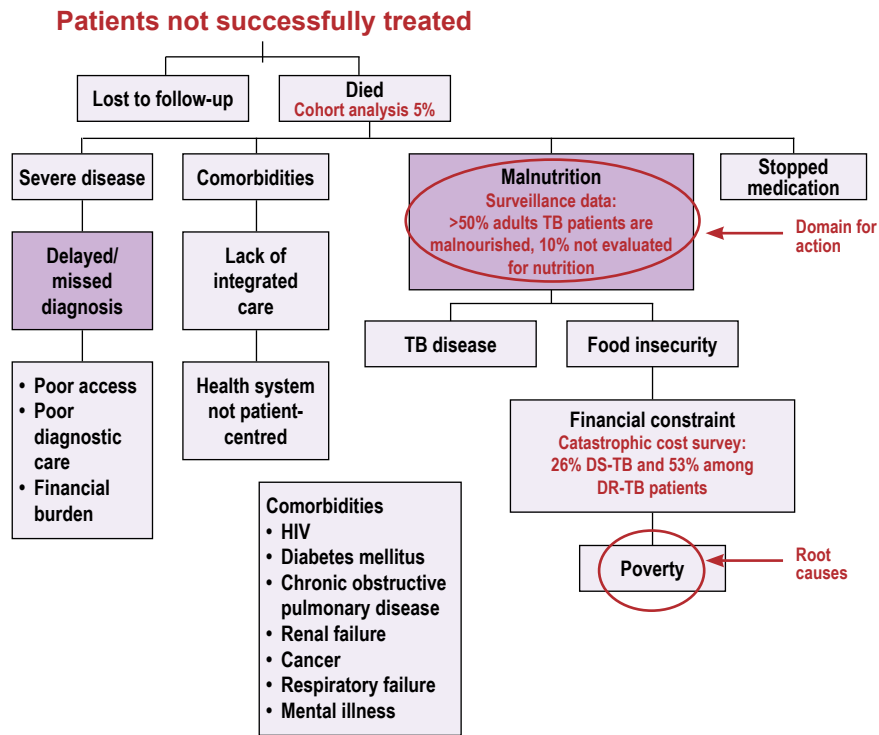 Patients not successfully treated
Lost to follow-up
Died
Cohort analysis 5%
Severe disease
Comorbidities
Malnutrition
Surveillance data:
>50% adults TB patients are
malnourished, 10% not evaluated
for nutrition
Stopped
medication
Domain for
action
Delayed/
missed
diagnosis
Lack of
integrated
care
TB disease
Food insecurity
• Poor access
• Poor
diagnostic
care
• Financial
burden
Health system
not patient-
centred
Financial constraint
Catastrophic cost survey:
26% DS-TB and 53% among
DR-TB patients
Comorbidities
• HIV
• Diabetes mellitus
• Chronic obstructive
pulmonary disease
• Renal failure
• Cancer
• Respiratory failure
• Mental illness
Poverty
Root
causes